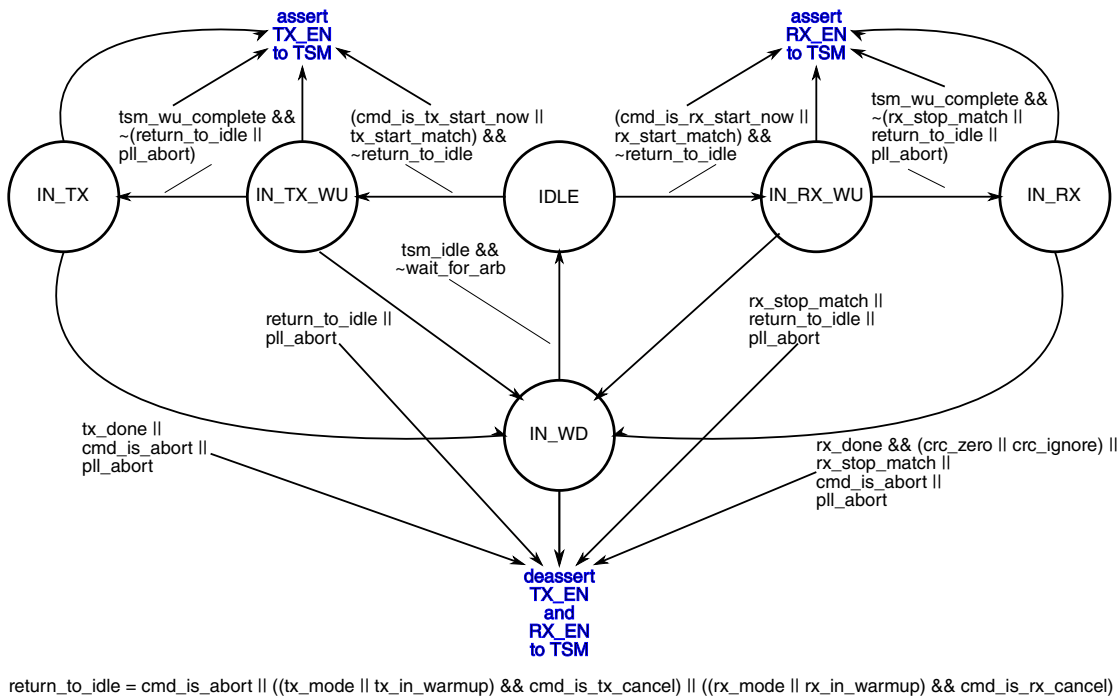 assert
TX_EN
to TSM
assert
RX_EN
to TSM
tsm_wu_complete &&
~(return_to_idle ||
pll_abort)
(cmd_is_tx_start_now ||
tx_start_match) &&
~return_to_idle
(cmd_is_rx_start_now ||
rx_start_match) &&
~return_to_idle
tsm_wu_complete &&
~(rx_stop_match ||
return_to_idle ||
pll_abort)
IN_TX
IN_TX_WU
IDLE
IN_RX_WU
IN_RX
tsm_idle &&
~wait_for_arb
return_to_idle ||
pll_abort
rx_stop_match ||
return_to_idle ||
pll_abort
IN_WD
tx_done ||
cmd_is_abort ||
pll_abort
rx_done && (crc_zero || crc_ignore) ||
rx_stop_match ||
cmd_is_abort ||
pll_abort
deassert
TX_EN
and
RX_EN
to TSM
return_to_idle = cmd_is_abort || ((tx_mode || tx_in_warmup) && cmd_is_tx_cancel) || ((rx_mode || rx_in_warmup) && cmd_is_rx_cancel)